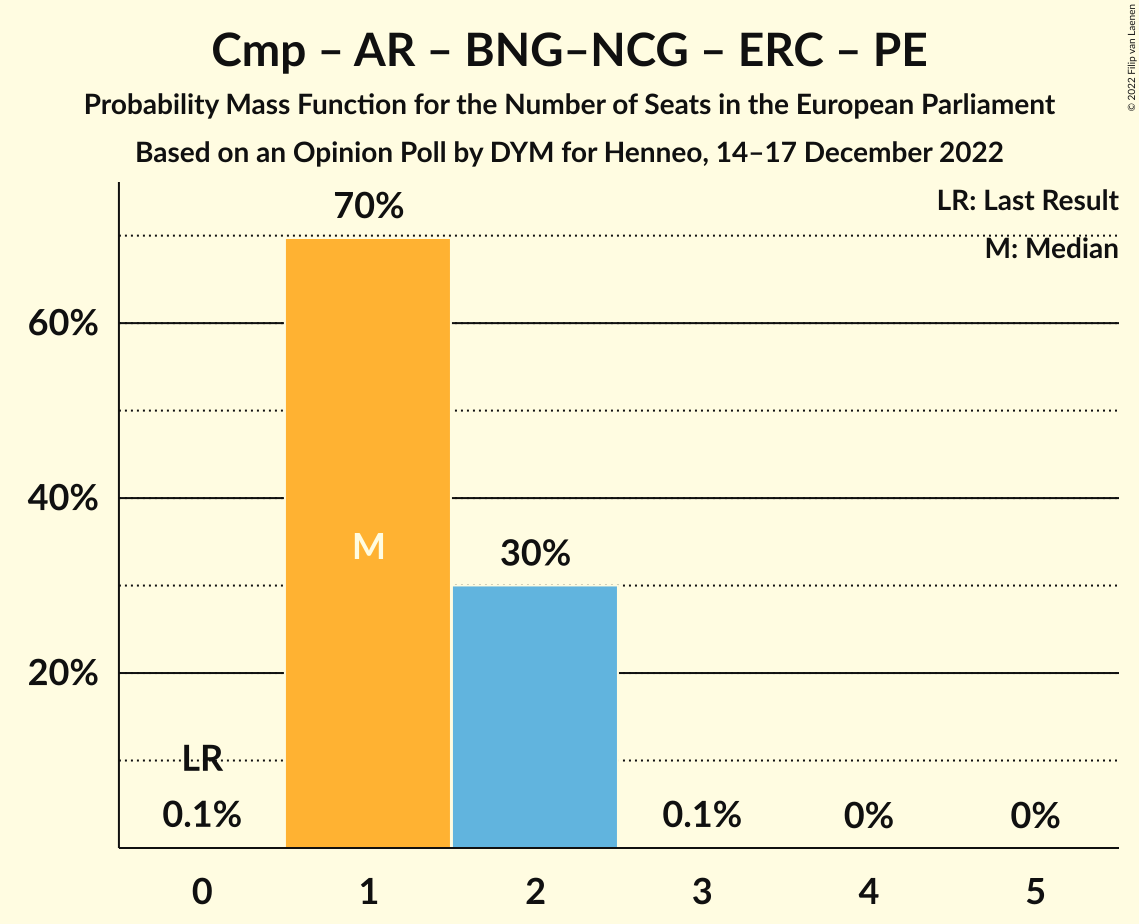 Cmp – AR – BNG–NCG – ERC – PE
Probability Mass Function for the Number of Seats in the European Parliament
Based on an Opinion Poll by DYM for Henneo, 14–17 December 2022
© 2022 Filip van Laenen
LR: Last Result
M: Median
70%
60%
40%
20%
M
30%
LR
0.1%
0.1%
0%
0%
0 1 2 3 4 5